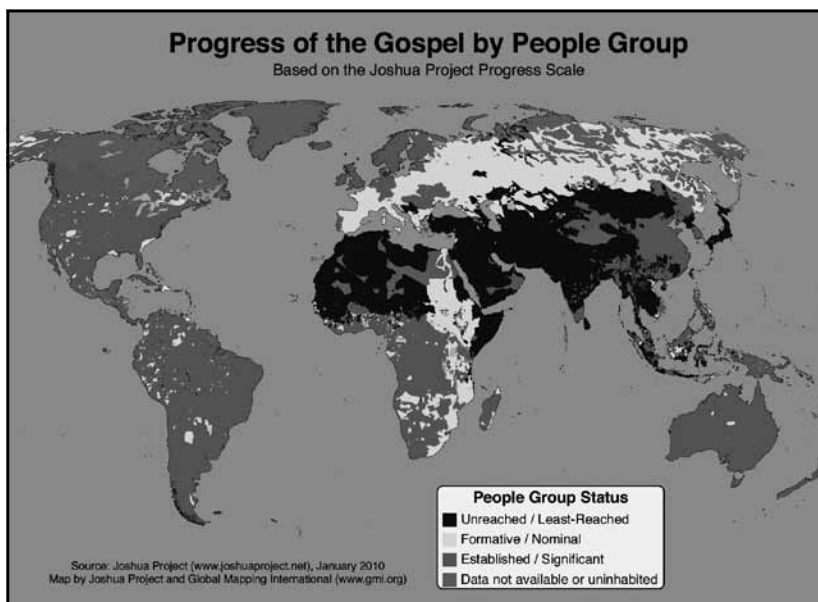 Progress of the Gospel by People Group
Based on the Joshua Project Progress Scale
People Group Status
Unreached / Least-Reached
Formative / Nominal
Established / Significant
Data not available or uninhabited
Source: Joshua Project (www.joshuaproject.net), January 2010
Map by Joshua Project and Global Mapping International (www.gmi.org)